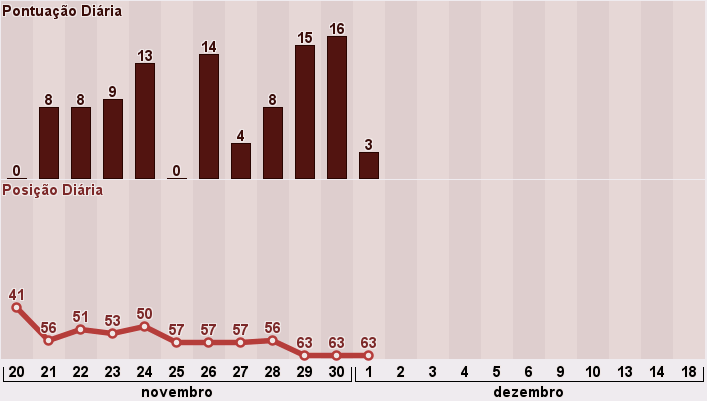 Pontuação Diária
0 8 8 9 13 0 14 4 8 15 16 3
Posição Diária
41 56 51 53 50 57 57 57 56 63 63 63
20 21 22 23 24 25 26 27 28 29 30 1 2 3 4 5 6 9 10 13 14 18
novembro dezembro